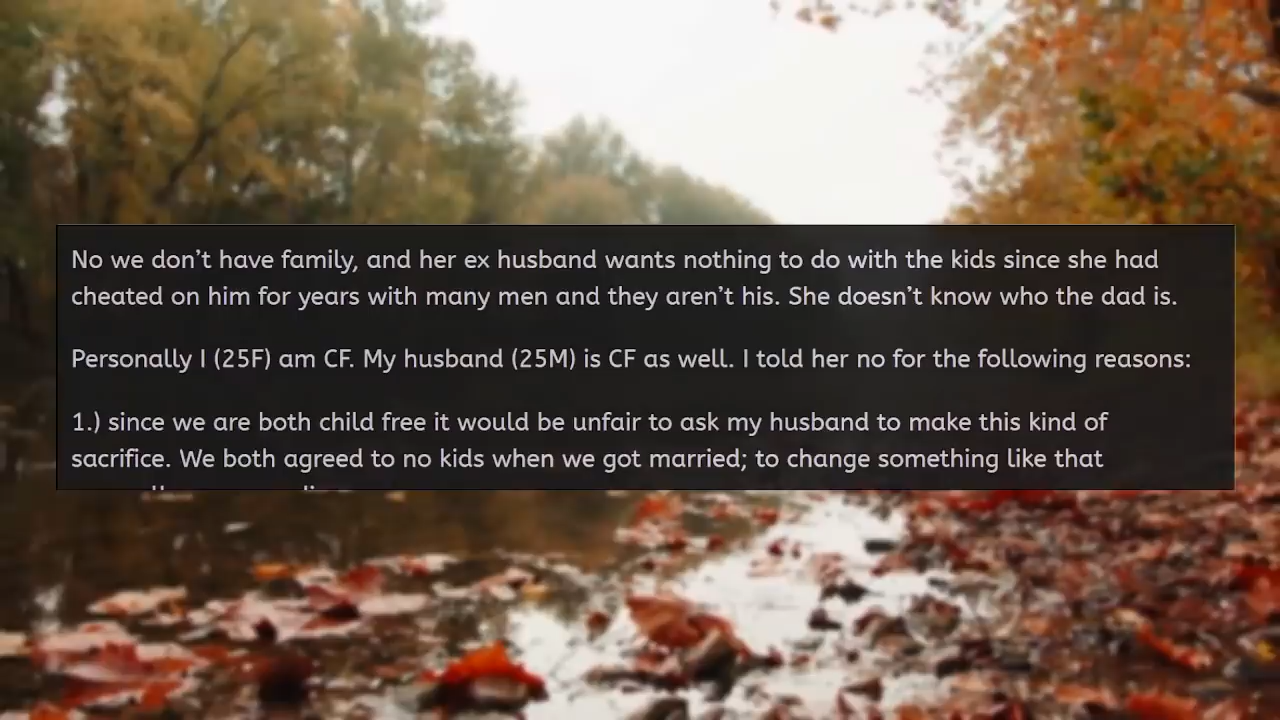 No we don’t have family, and her ex husband wants nothing to do with the kids since she had
cheated on him for years with many men and they aren’t his. She doesn’t know who the dad is.
Personally I (25F) am CF. My husband (25M) is CF as well. I told her no for the following reasons:
1.) since we are both child free it would be unfair to ask my husband to make this kind of
sacrifice. We both agreed to no kids when we got married; to change something like that